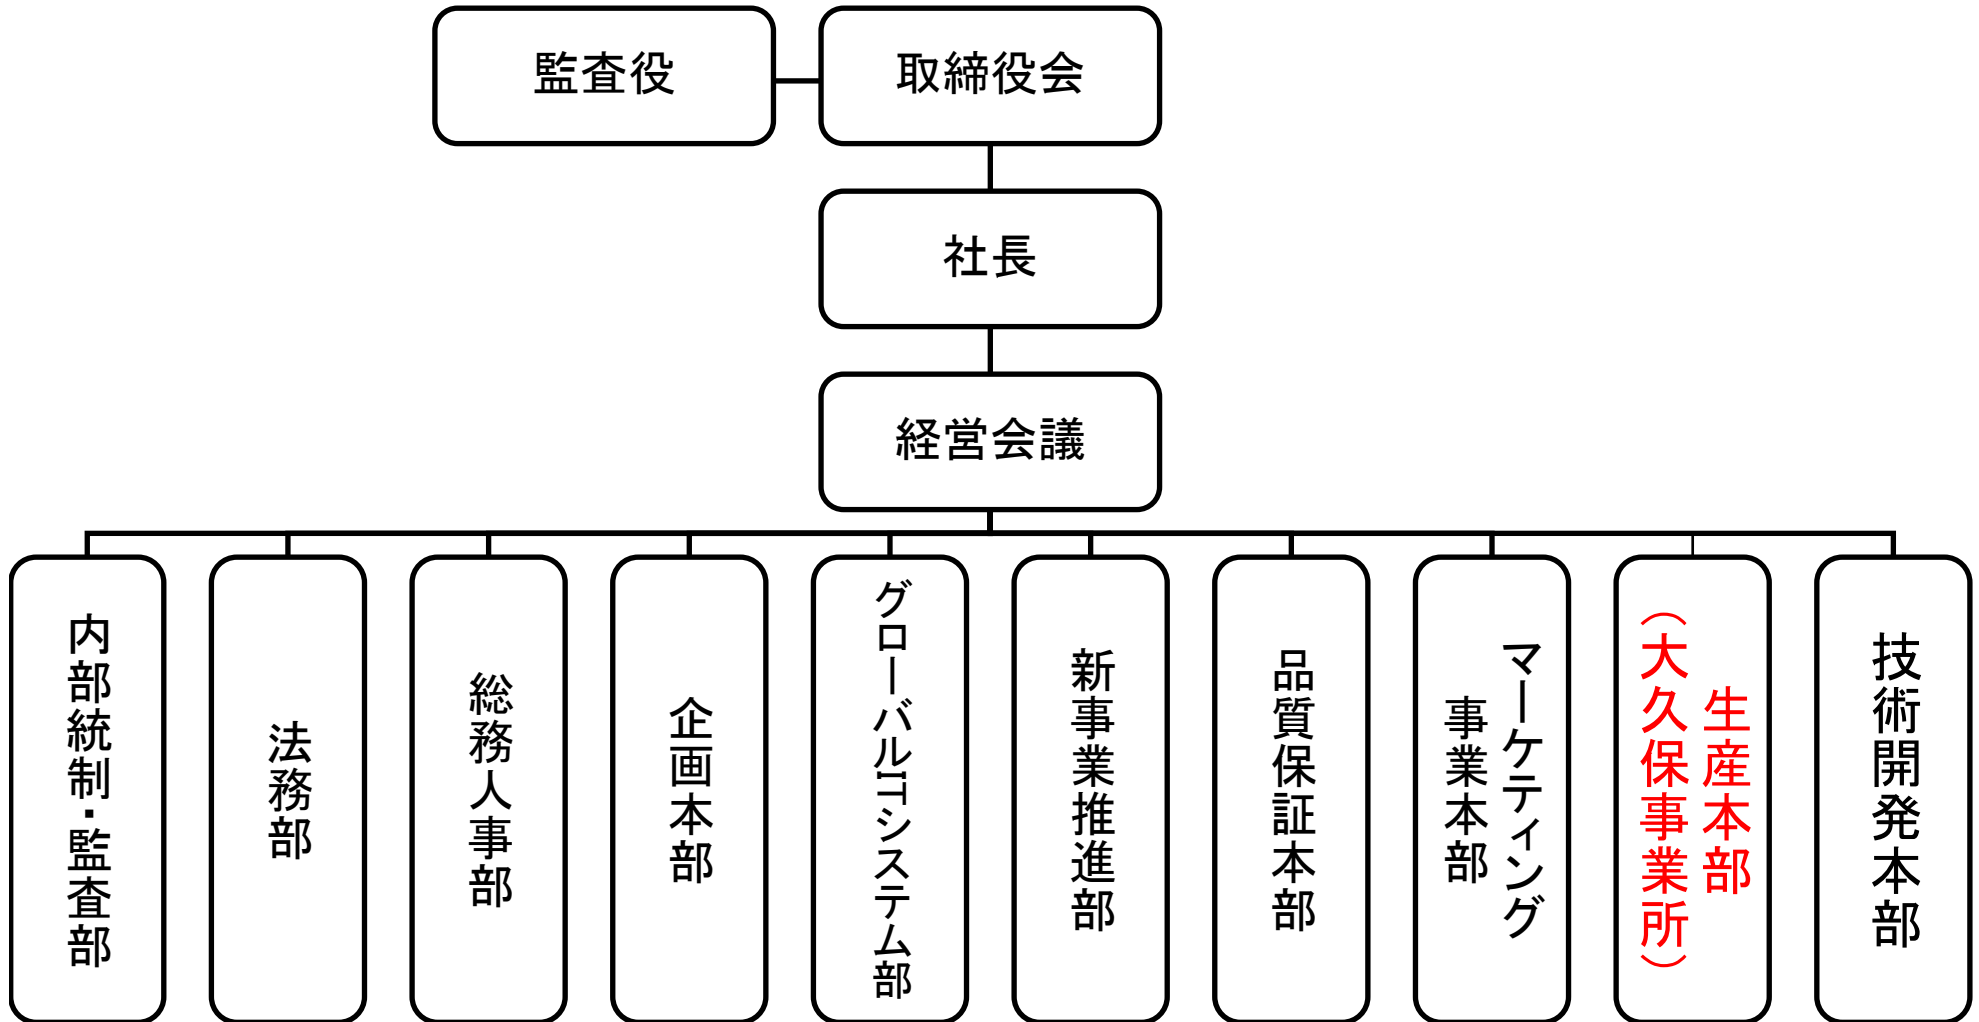 監査役
取締役会
社長
経営会議
内部統制・監査部
法務部
総務人事部
企画本部
グローバルITシステム部
新事業推進部
品質保証本部
マーケティング
事業本部
生産本部
（大久保事業所）
技術開発本部